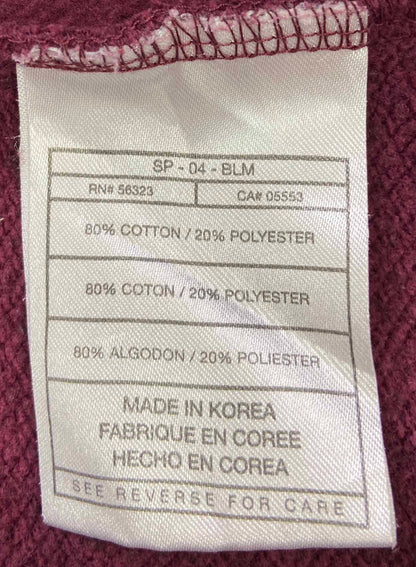 SP - 04 - BLM
RN# 56323 CA# 05553
80% COTTON / 20% POLYESTER
80% COTON / 20% POLYESTER
80% ALGODON / 20% POLIESTER
MADE IN KOREA
FABRIQUE EN COREE
HECHO EN COREA
SEE REVERSE FOR CARE